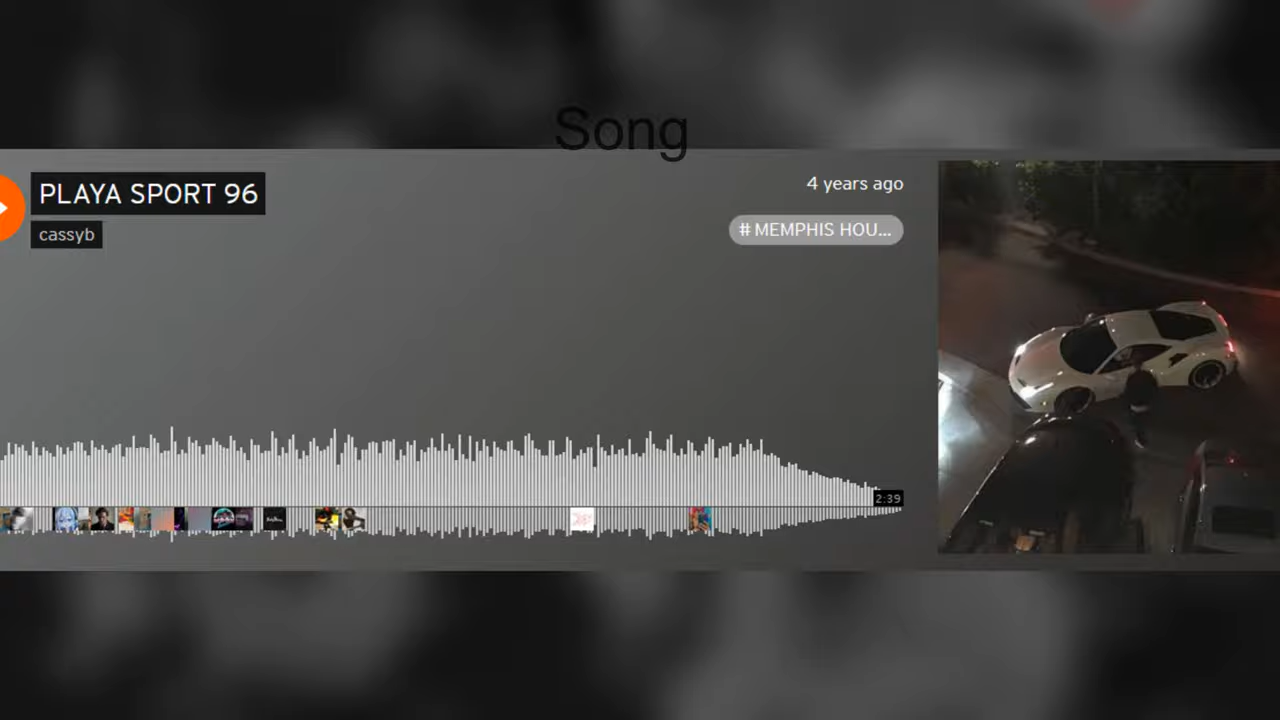 Song
PLAYA SPORT 96
cassyb
4 years ago
# MEMPHIS HOU...
2:39